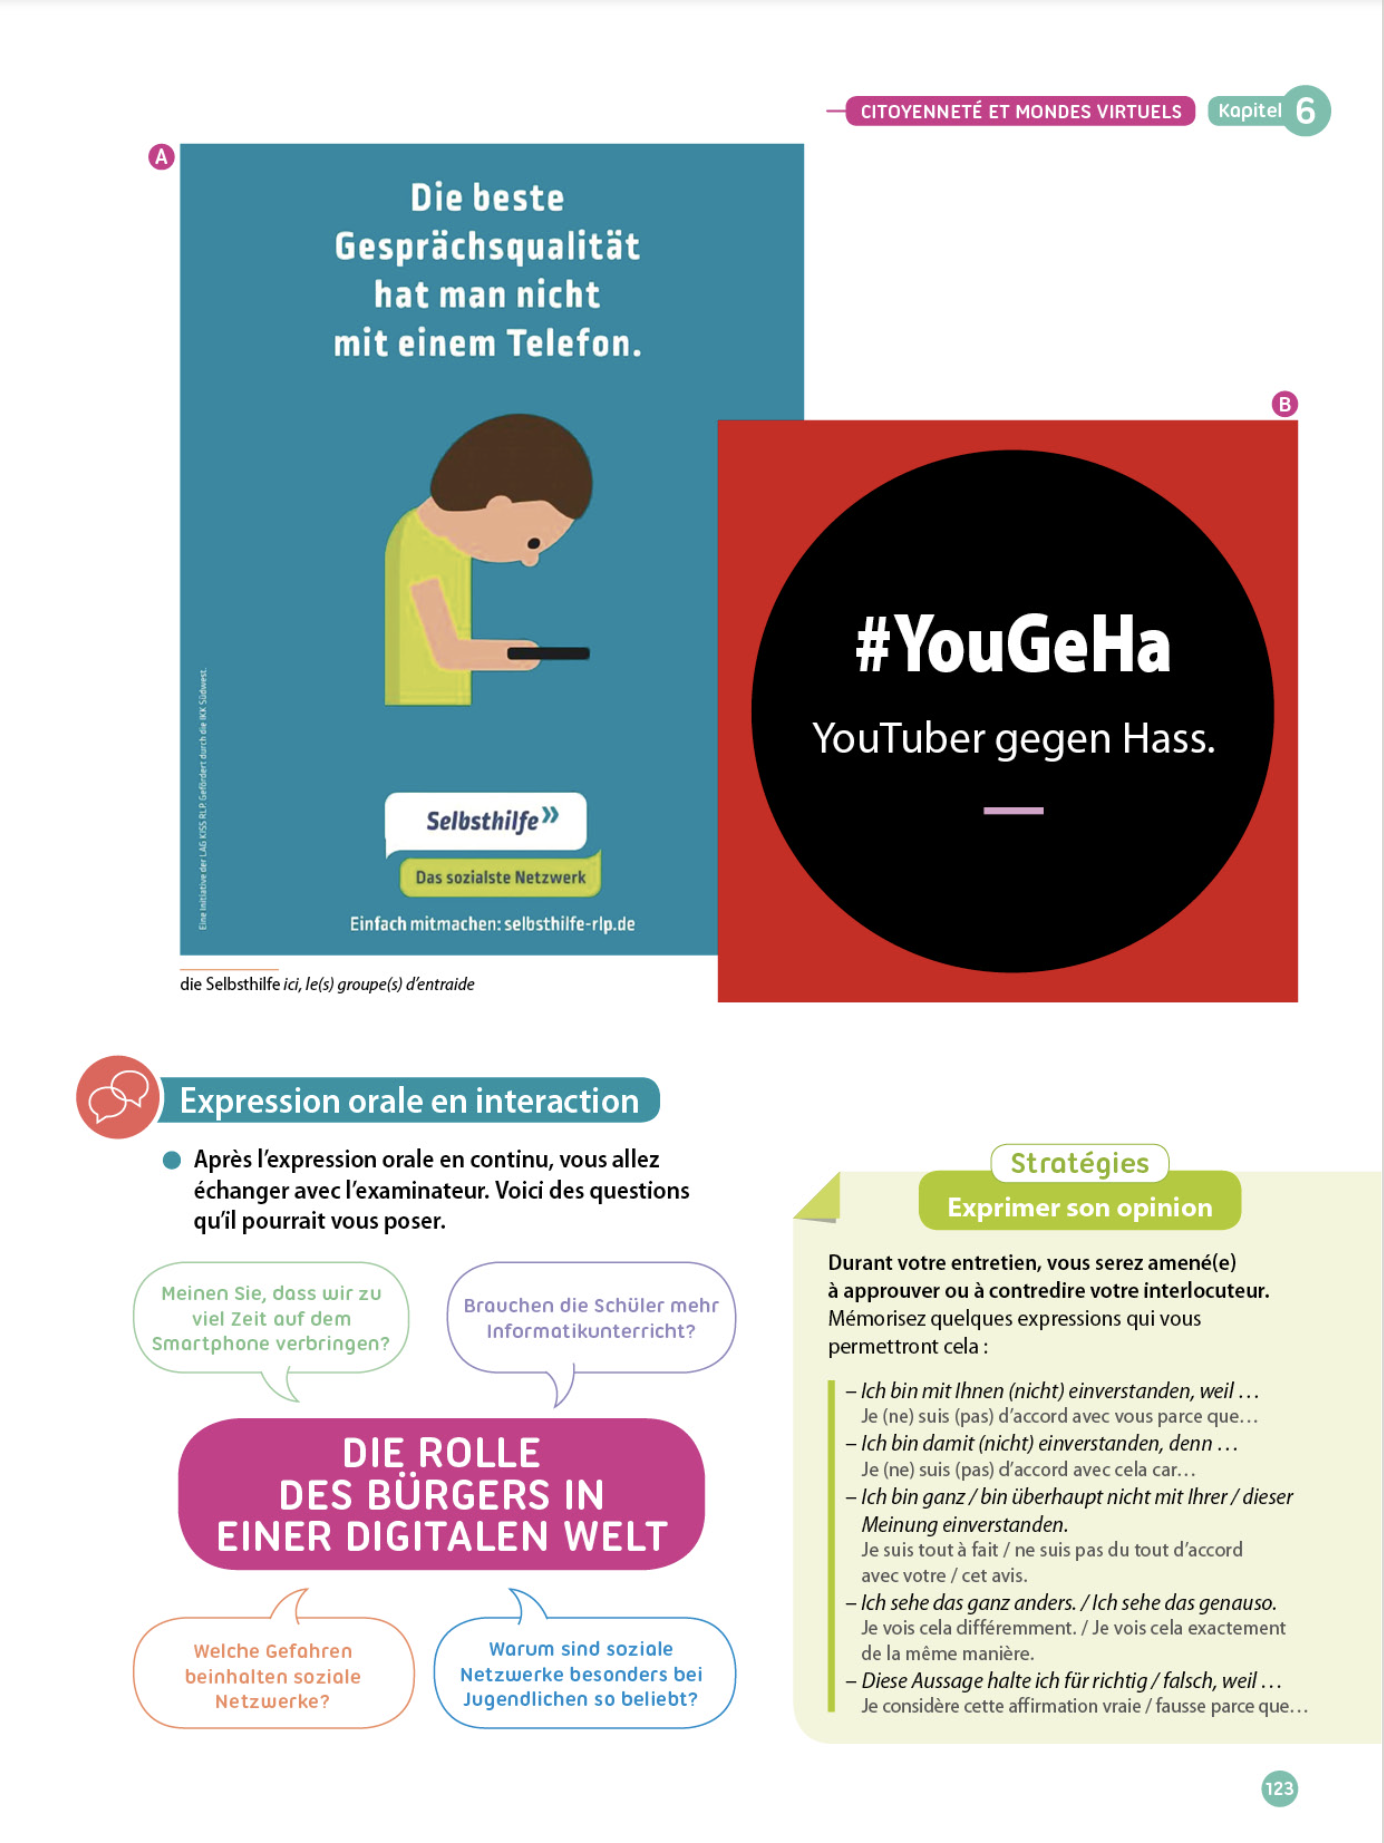 CITOYENNETÉ ET MONDES VIRTUELS
Kapitel 6
A
Die beste
Gesprächsqualität
hat man nicht
mit einem Telefon.
Eine Initiative der LAG KISS RLP. Gefördert durch die IKK Südwest.
Selbsthilfe»
Das sozialste Netzwerk
Einfach mitmachen: selbsthilfe-rlp.de
B
#YouGeHa
YouTuber gegen Hass.
die Selbsthilfe ici, le(s) groupe(s) d'entraide
Expression orale en interaction
Après l'expression orale en continu, vous allez
échanger avec l'examinateur. Voici des questions
qu'il pourrait vous poser.
Meinen Sie, dass wir zu
viel Zeit auf dem
Smartphone verbringen?
Brauchen die Schüler mehr
Informatikunterricht?
DIE ROLLE
DES BÜRGERS IN
EINER DIGITALEN WELT
Welche Gefahren
beinhalten soziale
Netzwerke?
Warum sind soziale
Netzwerke besonders bei
Jugendlichen so beliebt?
Stratégies
Exprimer son opinion
Durant votre entretien, vous serez amené(e)
à approuver ou à contredire votre interlocuteur.
Mémorisez quelques expressions qui vous
permettront cela :
– Ich bin mit Ihnen (nicht) einverstanden, weil …
Je (ne) suis (pas) d'accord avec vous parce que…
– Ich bin damit (nicht) einverstanden, denn …
Je (ne) suis (pas) d'accord avec cela car…
– Ich bin ganz / bin überhaupt nicht mit Ihrer / dieser
Meinung einverstanden.
Je suis tout à fait / ne suis pas du tout d'accord
avec votre / cet avis.
– Ich sehe das ganz anders. / Ich sehe das genauso.
Je vois cela différemment. / Je vois cela exactement
de la même manière.
– Diese Aussage halte ich für richtig / falsch, weil …
Je considère cette affirmation vraie / fausse parce que…
123